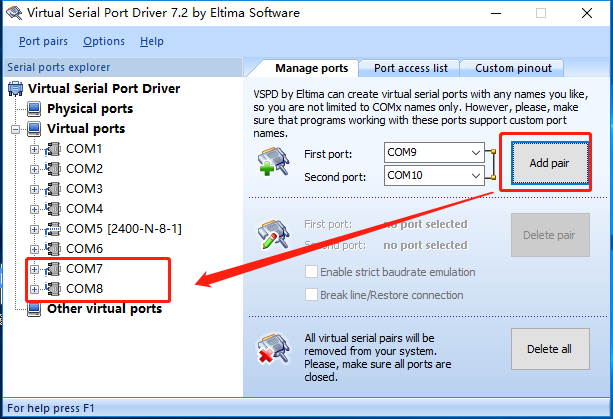 Virtual Serial Port Driver 7.2 by Eltima Software
Port pairs Options Help
Serial ports explorer
Virtual Serial Port Driver
Physical ports
Virtual ports
COM1
COM2
COM3
COM4
COM5 [2400-N-8-1]
COM6
COM7
COM8
Other virtual ports
Manage ports Port access list Custom pinout
VSPD by Eltima can create virtual serial ports with any names you like,
so you are not limited to COMx names only. However, please, make
sure that programs working with these ports support custom port
names.
First port: COM9
Second port: COM10
Add pair
First port: no port selected
Second port: no port selected
Delete pair
Enable strict baudrate emulation
Break line/Restore connection
All virtual serial pairs will be
removed from your system.
Please, make sure all ports are
closed.
Delete all
For help press F1